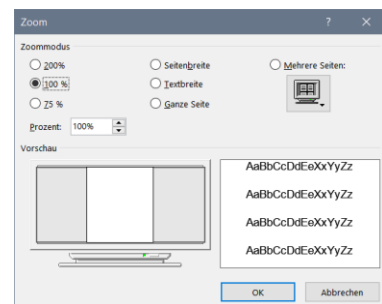 Zoom
Zoommodus
200%
Seitenbreite
Mehrere Seiten:
100 %
Textbreite
75 %
Ganze Seite
Prozent: 100%
Vorschau
AaBbCcDdEeXxYyZz
AaBbCcDdEeXxYyZz
AaBbCcDdEeXxYyZz
AaBbCcDdEeXxYyZz
OK
Abbrechen